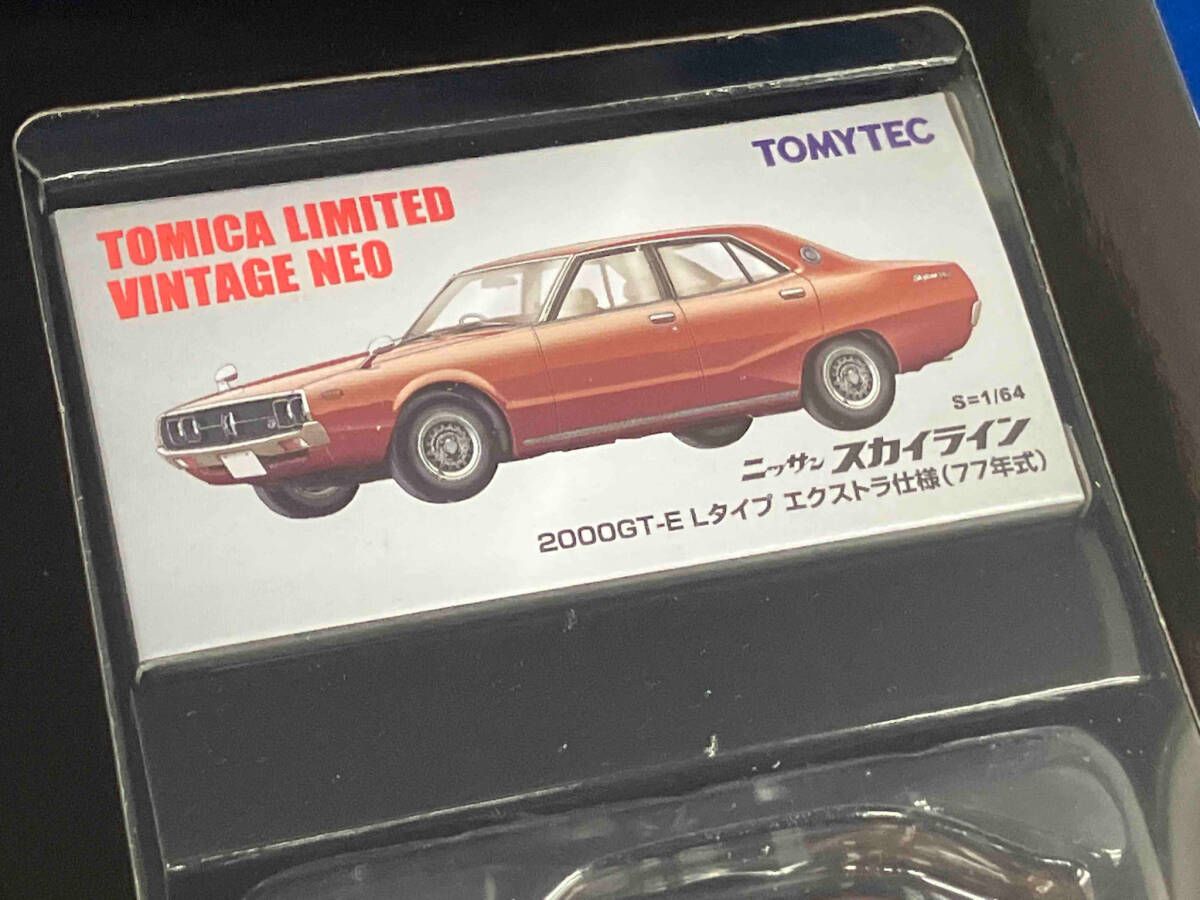 TOMYTEC
TOMICA LIMITED
VINTAGE NEO
S=1/64
ニッサン スカイライン
2000GT-E Lタイプ エクストラ仕様(77年式)